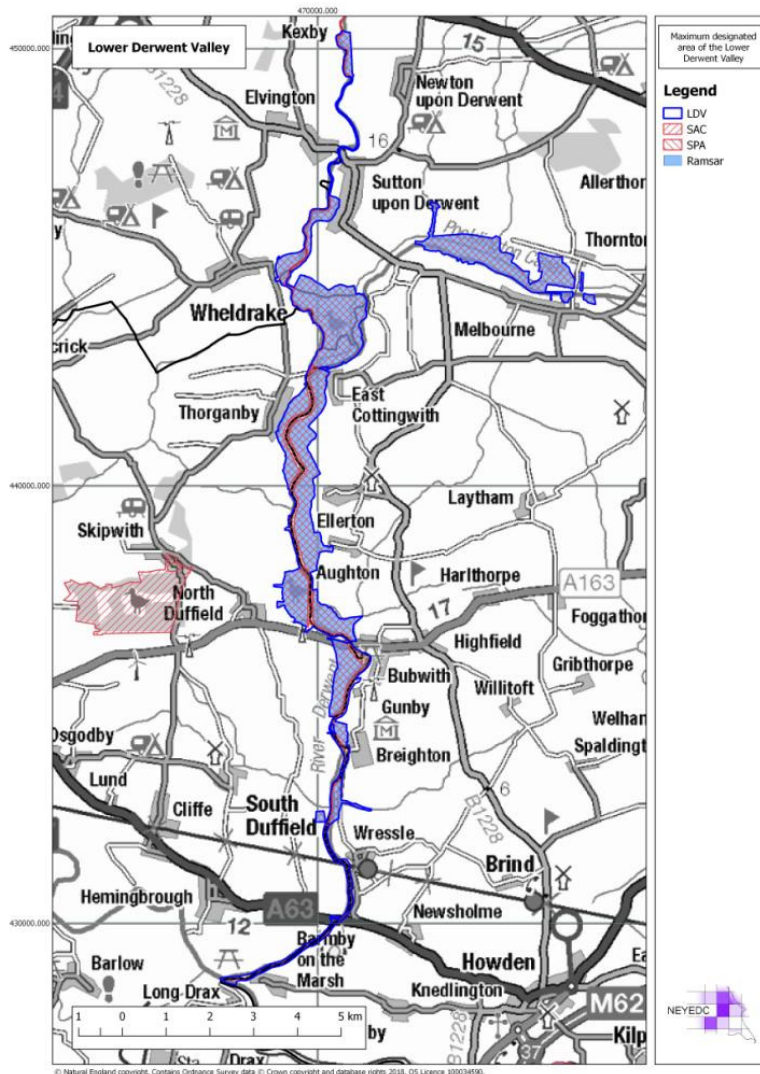 470000.000
450000.000
Lower Derwent Valley
Kexby
15
B1228
Newton
upon Derwent
Elvington
16
Sutton
upon Derwent
Allerthor
Thornton
Wheldrake
Melbourne
crick
Thorganby
East
Cottingwith
440000.000
Laytham
Skipwith
Ellerton
Aughton
Harlthorpe
A163
North
Duffield
17
Foggathor
Highfield
Gribthorpe
Bubwith
Willitoft
River Derwent
Gunby
Welhan
Osgodby
Spalding
Breighton
Lund
6
Cliffe
South
Duffield
B1228
Wressle
Brind
Hemingbrough
A63
430000.000
12
Newsholme
Barmby
on the
Marsh
Howden
Barlow
Long Drax
Knedlington
M62
1 0 1 2 3 4 5 km
by
B1228
Kilp
Drax
37
Maximum designated
area of the Lower
Derwent Valley
Legend
LDV
SAC
SPA
Ramsar
NEYEDC
© Natural England copyright. Contains Ordnance Survey data © Crown copyright and database rights 2018. OS Licence 100034590.